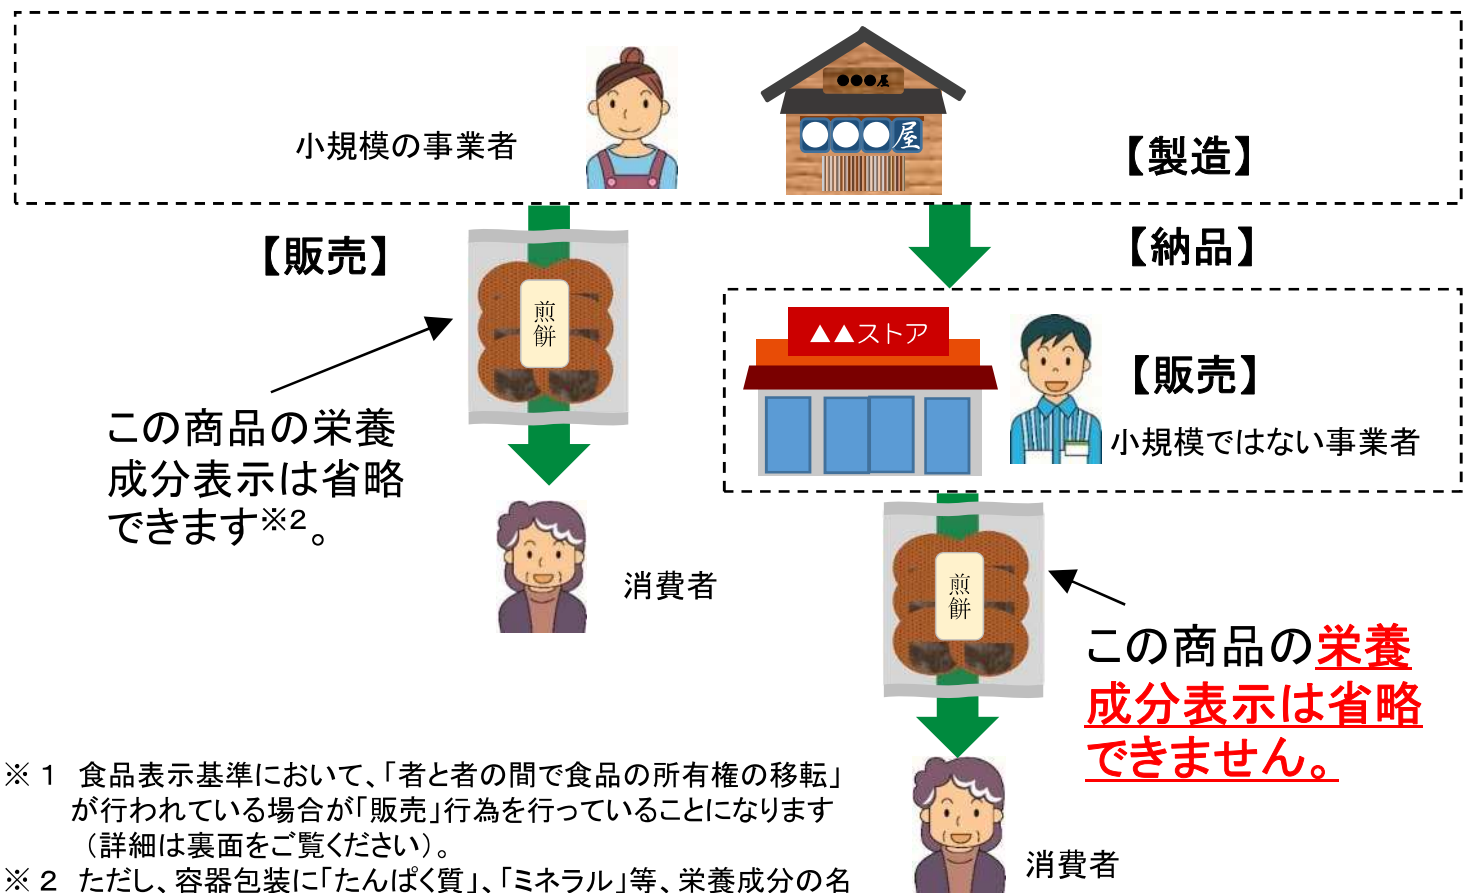 小規模の事業者
●●●屋
○○○屋
【製造】
【販売】
煎餅
この商品の栄養
成分表示は省略
できます※2。
消費者
【納品】
▲▲ストア
【販売】
小規模ではない事業者
煎餅
この商品の栄養
成分表示は省略
できません。
消費者
※１ 食品表示基準において、「者と者の間で食品の所有権の移転」
が行われている場合が「販売」行為を行っていることになります
（詳細は裏面をご覧ください）。
※２ ただし、容器包装に「たんぱく質」、「ミネラル」等、栄養成分の名